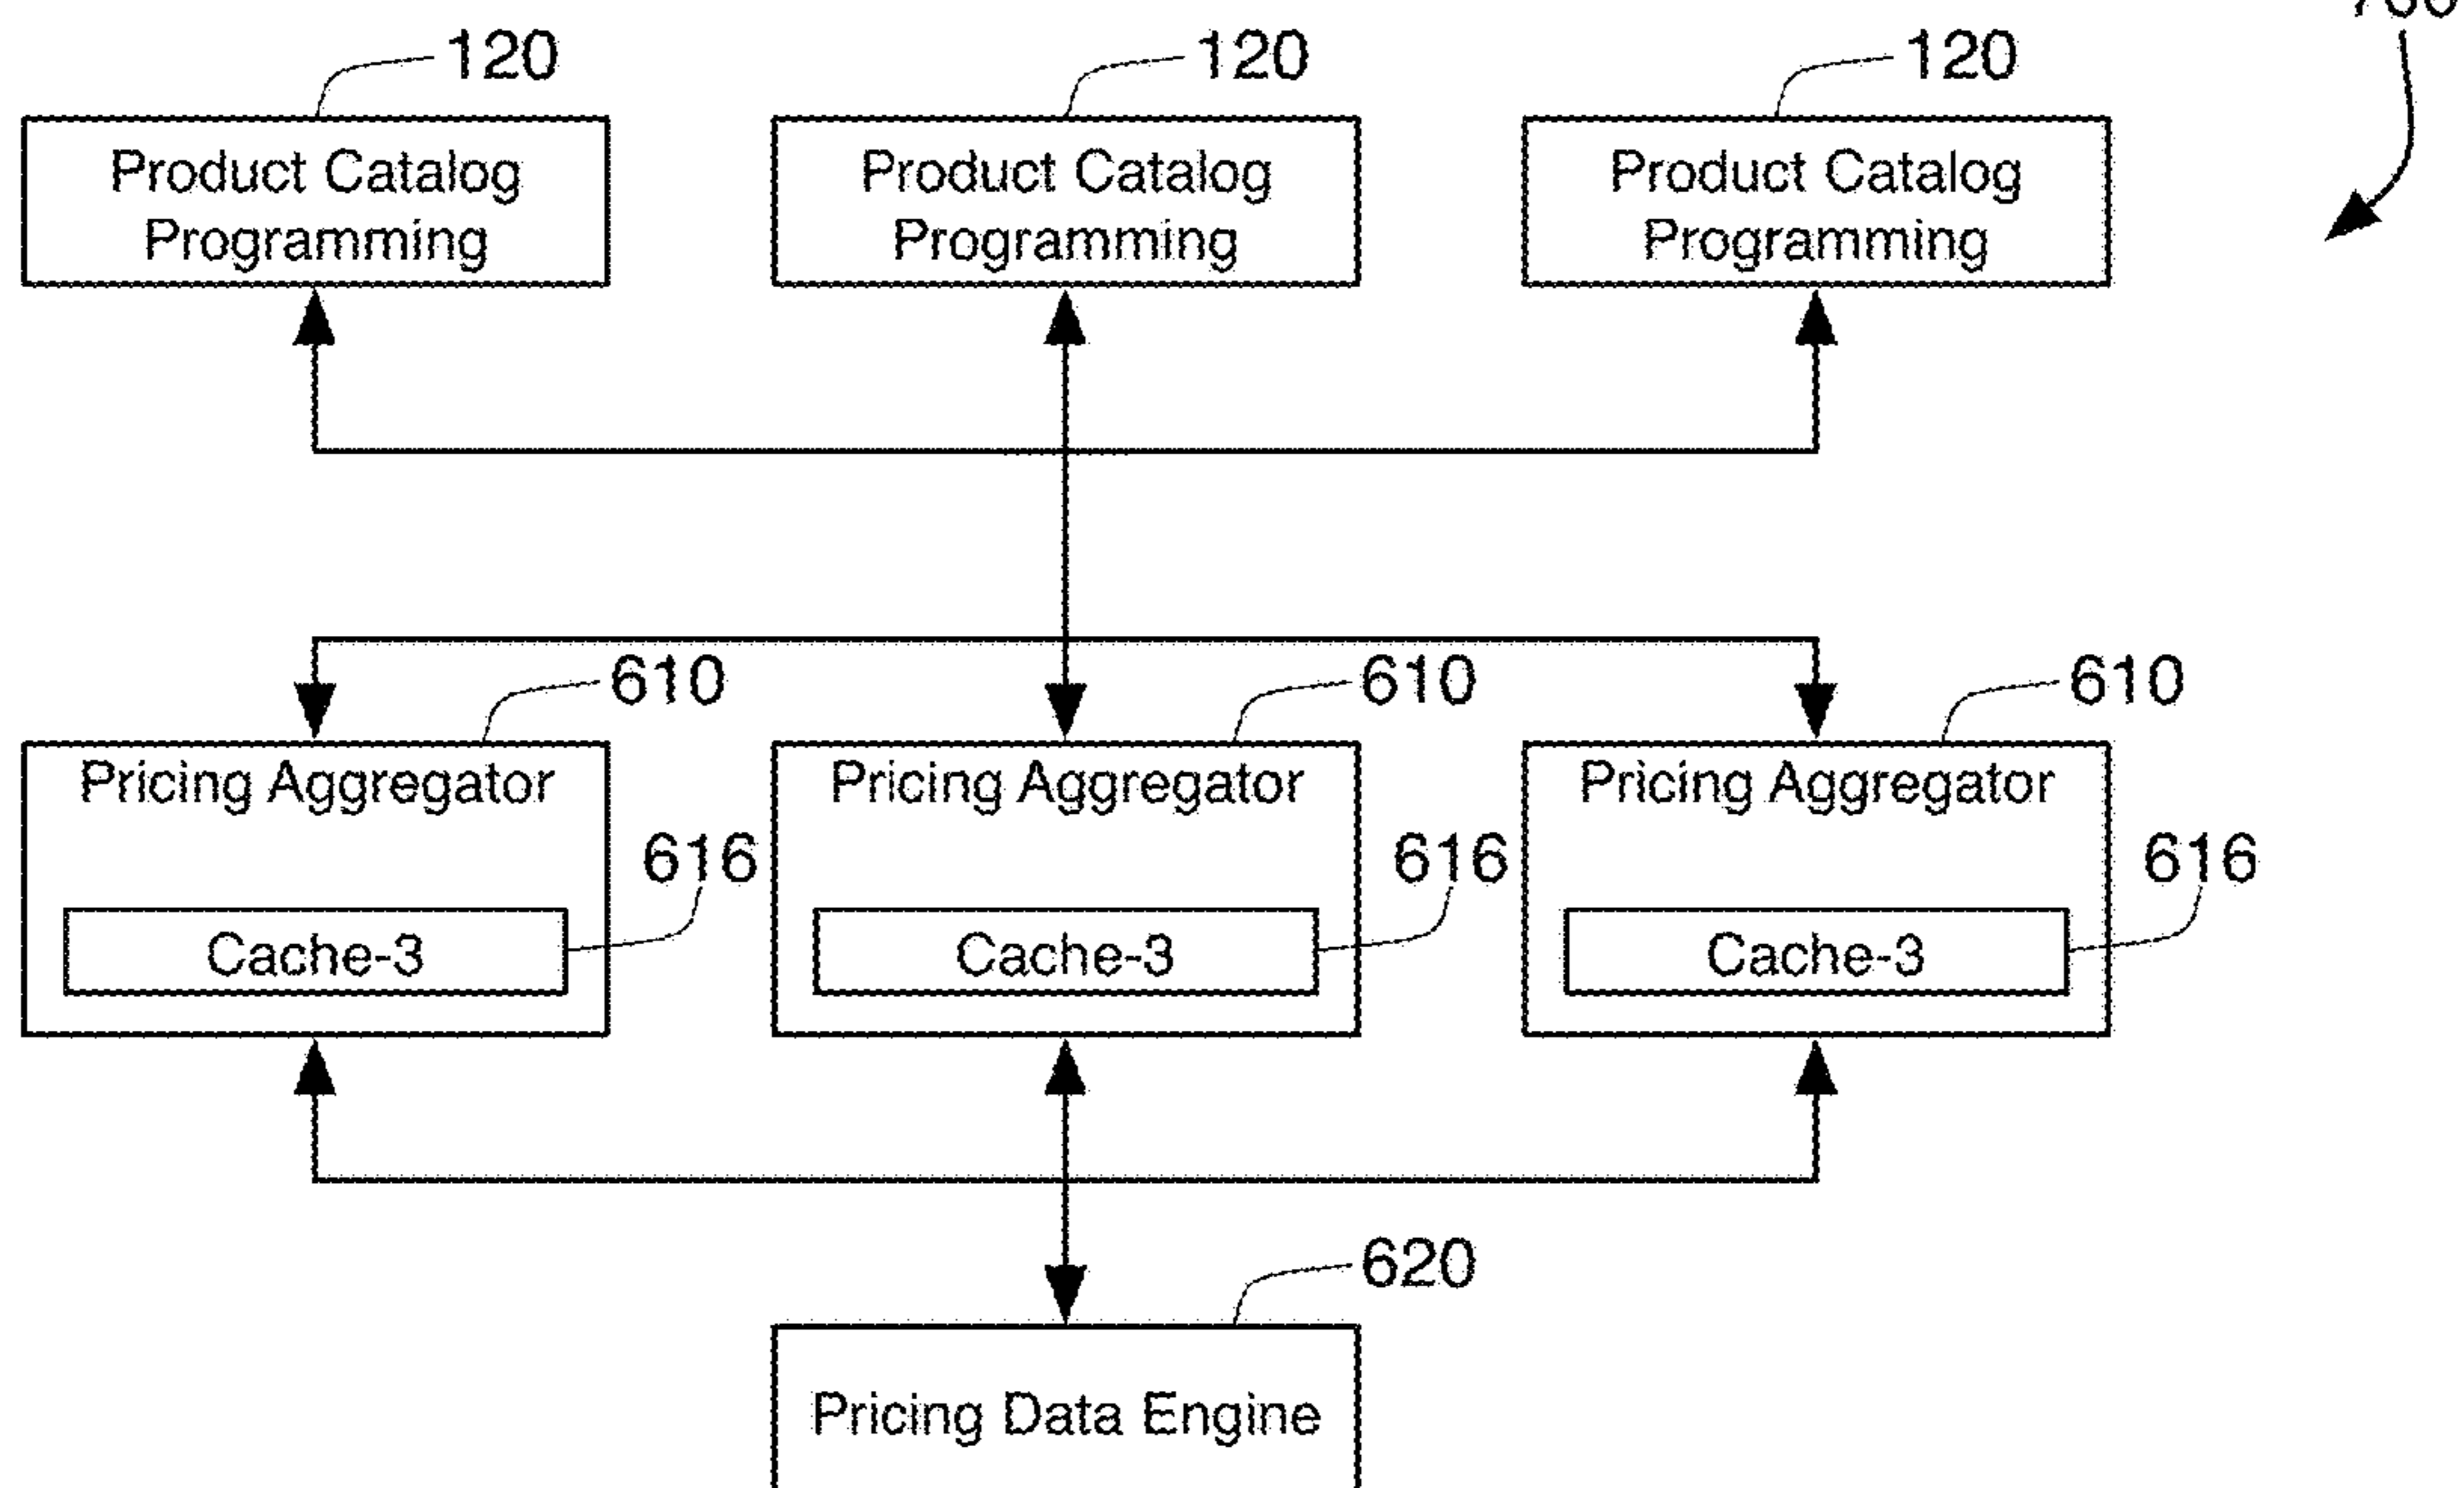 120 120 120
Product Catalog Product Catalog Product Catalog
Programming Programming Programming
610 610 610
Pricing Aggregator Pricing Aggregator Pricing Aggregator
616 616 616
Cache-3 Cache-3 Cache-3
620
Pricing Data Engine